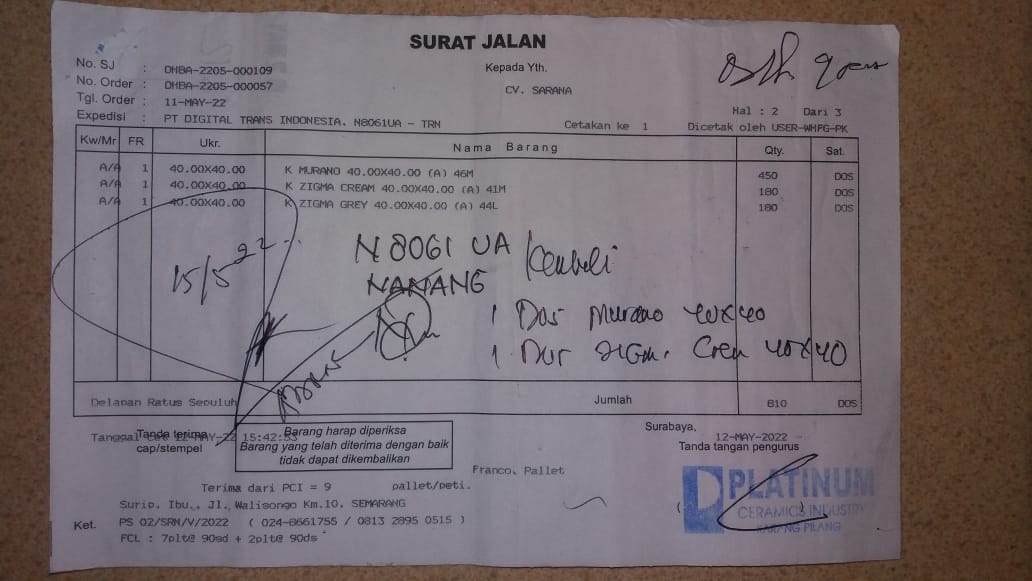 SURAT JALAN
No. SJ : DHBA-2205-000109
No. Order : DHBA-2205-000057
Tgl. Order : 11-MAY-22
Expedisi : PT DIGITAL TRANS INDONESIA. N8061UA - TRN
Kepada Yth.
CV. SARANA
Hal : 2 Dari 3
Cetakan ke 1 Dicetak oleh USER-WHFG-PK
Kw/Mr FR Ukr. Nama Barang Qty. Sat.
A/A 1 40.00X40.00 K MURANO 40.00X40.00 (A) 46M 450 DOS
A/A 1 40.00X40.00 K ZIGMA CREAM 40.00X40.00 (A) 41M 180 DOS
A/A 1 40.00X40.00 K ZIGMA GREY 40.00X40.00 (A) 44L 180 DOS
15/5 22
N 8061 UA
NANANG
Kembali
1 Dos Murano 40x40
1 Dos 40x40
Delapan Ratus Sepuluh Jumlah 810 DOS
Tanggal 12-MAY-22 15:42:53
Tanda terima
cap/stempel
Barang harap diperiksa
Barang yang telah diterima dengan baik
tidak dapat dikembalikan
Surabaya, 12-MAY-2022
Tanda tangan pengurus
Franco, Pallet
Terima dari PCI = 9 pallet/peti.
Surip, Ibu., Jl. Walisongo Km.10, SEMARANG
Ket. PS 02/SRN/V/2022 ( 024-8661755 / 0813 2895 0515 )
FCL : 7plt@ 90sd + 2plt@ 90ds
PLATINUM
CERAMICS INDUSTRY
KARANG PILANG